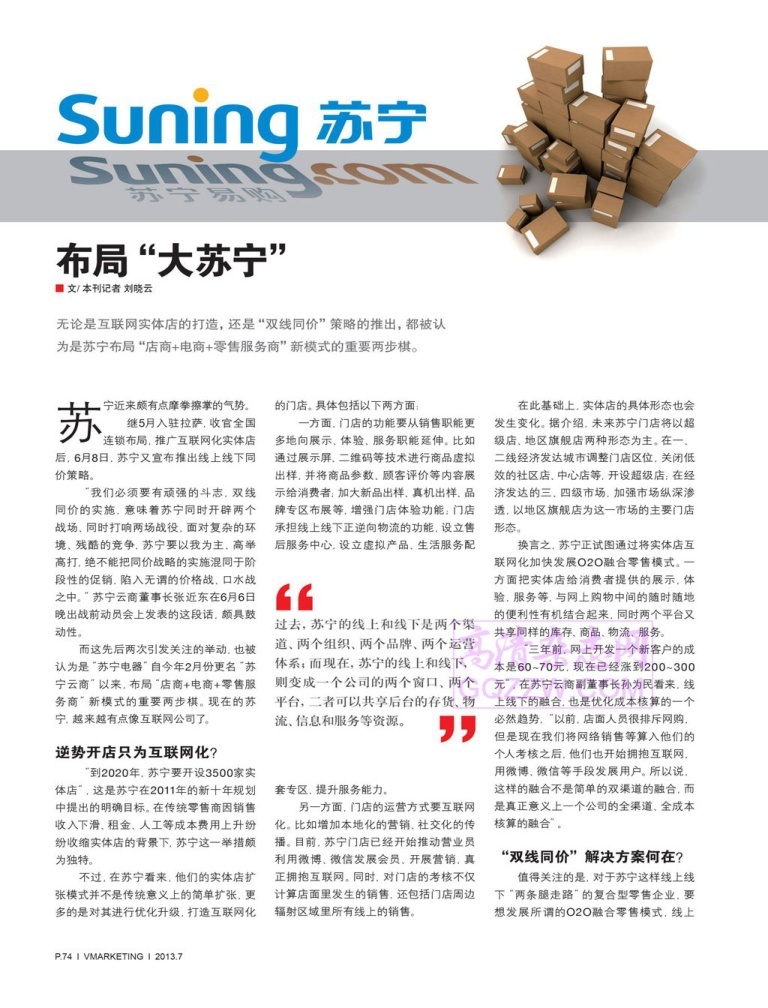 Suning 苏宁
Suning.com
苏宁易购
布局“大苏宁”
文/ 本刊记者 刘晓云
无论是互联网实体店的打造，还是“双线同价”策略的推出，都被认
为是苏宁布局“店商+电商+零售服务商”新模式的重要两步棋。
苏宁近来颇有点摩拳擦掌的气势。
继5月入驻拉萨，收官全国
连锁布局，推广互联网化实体店
后，6月8日，苏宁又宣布推出线上线下同
价策略。
“我们必须要有顽强的斗志，双线
同价的实施，意味着苏宁同时开辟两个
战场，同时打响两场战役，面对复杂的环
境、残酷的竞争，苏宁要以我为主，高举
高打，绝不能把同价战略的实施混同于阶
段性的促销，陷入无谓的价格战、口水战
之中。”苏宁云商董事长张近东在6月6日
晚出战前动员会上发表的这段话，颇具鼓
动性。
而这先后两次引发关注的举动，也被
认为是“苏宁电器”自今年2月份更名“苏
宁云商”以来，布局“店商+电商+零售服
务商”新模式的重要两步棋。现在的苏
宁，越来越有点像互联网公司了。
逆势开店只为互联网化？
“到2020年，苏宁要开设3500家实
体店”，这是苏宁在2011年的新十年规划
中提出的明确目标。在传统零售商因销售
收入下滑，租金、人工等成本费用上升纷
纷收缩实体店的背景下，苏宁这一举措颇
为独特。
不过，在苏宁看来，他们的实体店扩
张模式并不是传统意义上的简单扩张，更
多的是对其进行优化升级，打造互联网化
的门店。具体包括以下两方面：
一方面，门店的功能要从销售职能更
多地向展示、体验、服务职能延伸。比如
通过展示屏，二维码等技术进行商品虚拟
出样，并将商品参数、顾客评价等内容展
示给消费者；加大新品出样，真机出样、品
牌专区布展等，增强门店体验功能；门店
承担线上线下正逆向物流的功能，设立售
后服务中心，设立虚拟产品、生活服务配
过去，苏宁的线上和线下是两个渠
道、两个组织、两个品牌、两个运营
体系；而现在，苏宁的线上和线下，
则变成一个公司的两个窗口、两个
平台，二者可以共享后台的存货、物
流、信息和服务等资源。
套专区，提升服务能力。
另一方面，门店的运营方式要互联网
化。比如增加本地化的营销，社交化的传
播。目前，苏宁门店已经开始推动营业员
利用微博，微信发展会员，开展营销，真
正拥抱互联网。同时，对门店的考核不仅
计算店面里发生的销售，还包括门店周边
辐射区域里所有线上的销售。
在此基础上，实体店的具体形态也会
发生变化。据介绍，未来苏宁门店将以超
级店、地区旗舰店两种形态为主。在一、
二线经济发达城市调整门店区位，关闭低
效的社区店、中心店等，开设超级店；在经
济发达的三、四级市场，加强市场纵深渗
透，以地区旗舰店为这一市场的主要门店
形态。
换言之，苏宁正试图通过将实体店互
联网化加快发展O2O融合零售模式。一
方面把实体店给消费者提供的展示，体
验，服务等，与网上购物中间的随时随地
的便利性有机结合起来，同时两个平台又
共享同样的库存、商品、物流、服务。
“三年前，网上开发一个新客户的成
本是60~70元，现在已经涨到200~300
元”，在苏宁云商副董事长孙为民看来，线
上线下的融合，也是优化成本核算的一个
必然趋势，“以前，店面人员很排斥网购，
但是现在我们将网络销售等算入他们的
个人考核之后，他们也开始拥抱互联网，
用微博，微信等手段发展用户。所以说，
这样的融合不是简单的双渠道的融合，而
是真正意义上一个公司的全渠道、全成本
核算的融合”。
“双线同价”解决方案何在？
值得关注的是，对于苏宁这样线上线
下“两条腿走路”的复合型零售企业，要
想发展所谓的O2O融合零售模式，线上
高清杂志网
GQZZW.COM
P.74 I VMARKETING I 2013.7